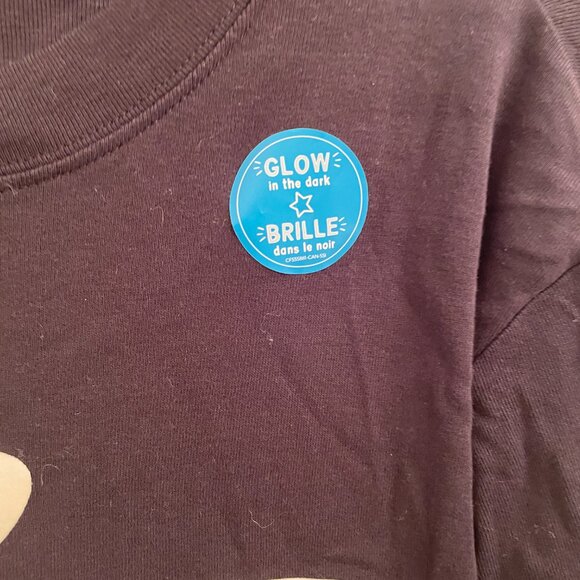 GLOW
in the dark
BRILLE
dans le noir